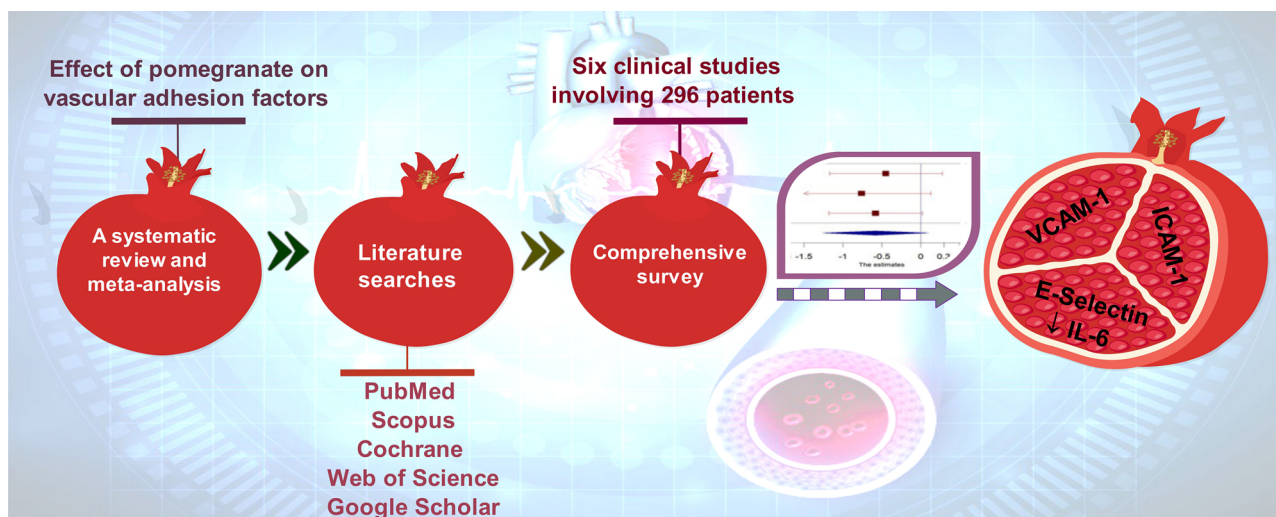 Effect of pomegranate on
vascular adhesion factors
A systematic
review and
meta-analysis
Literature
searches
PubMed
Scopus
Cochrane
Web of Science
Google Scholar
Six clinical studies
involving 296 patients
Comprehensive
survey
-1.5 -1 -0.5 0 0.3
The estimates
VCAM-1
ICAM-1
E-Selectin
↓ IL-6